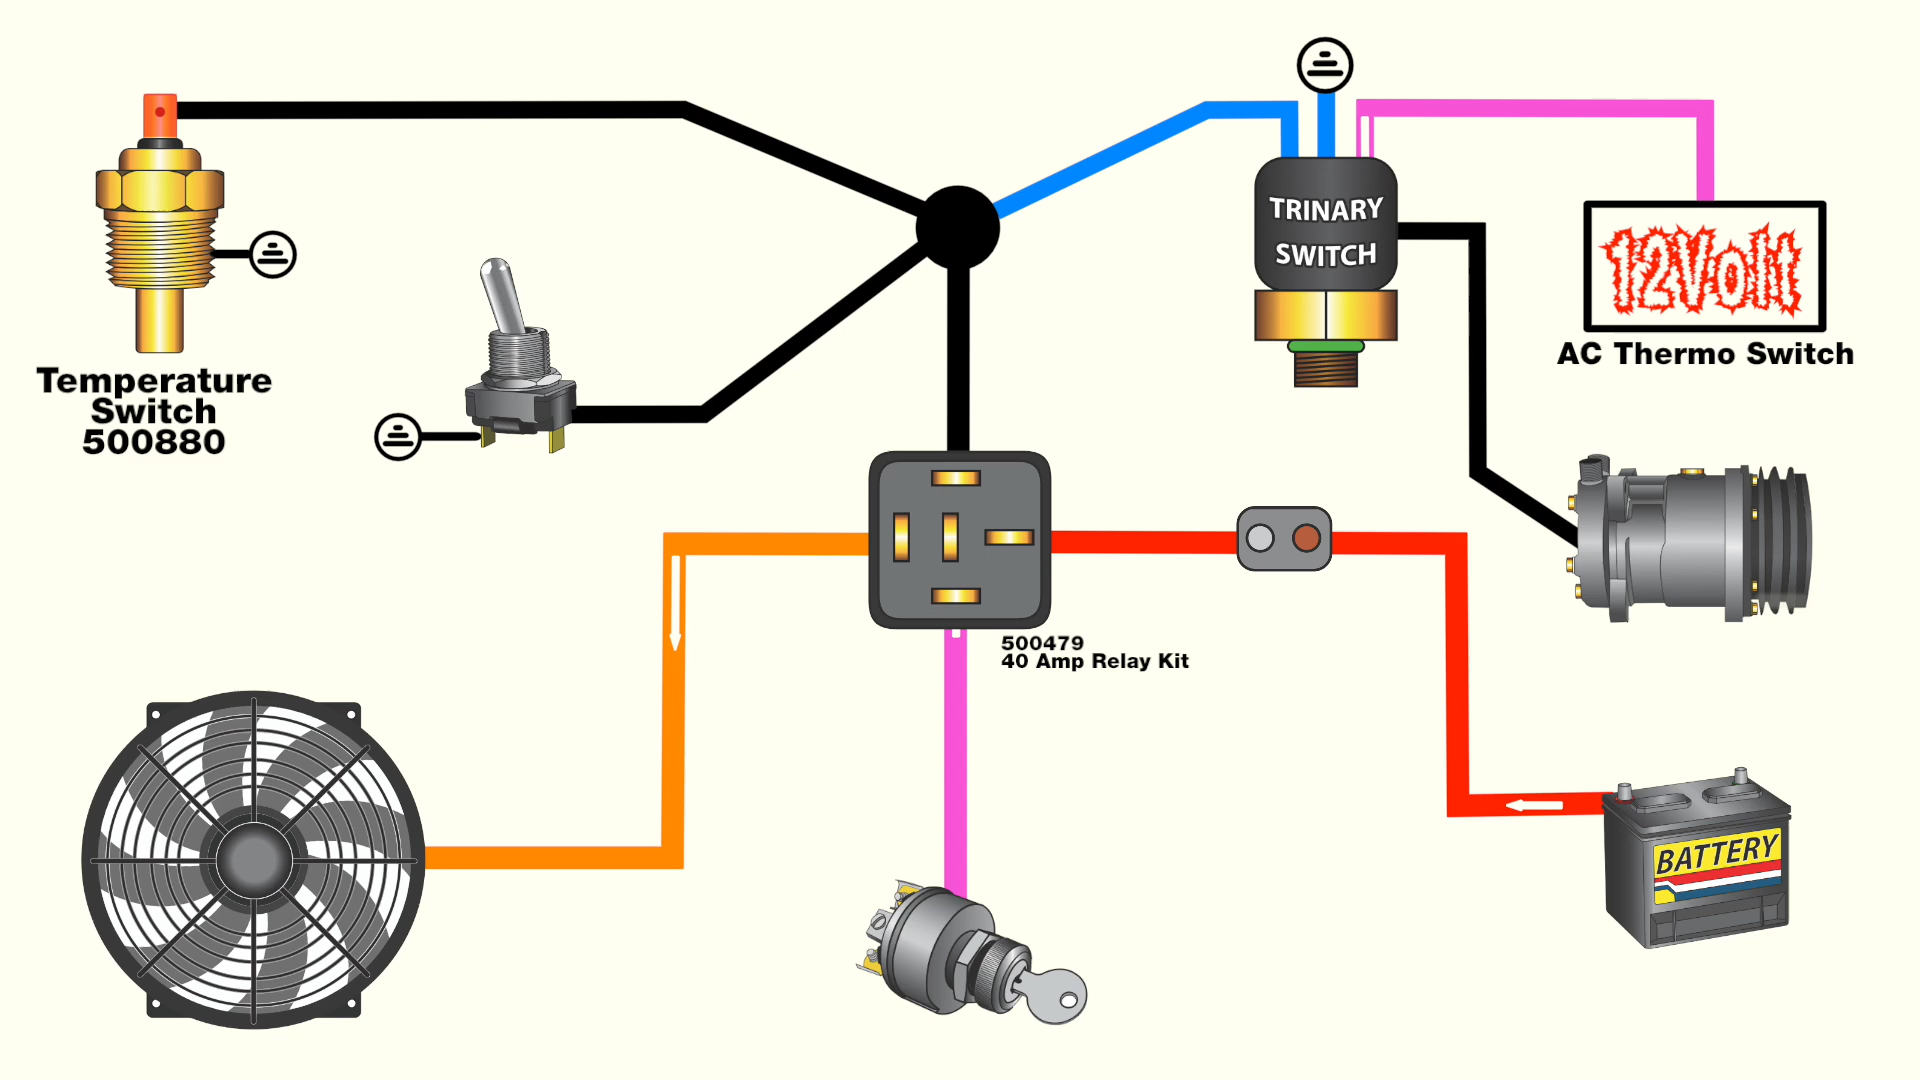 TRINARY
SWITCH
12Volt
AC Thermo Switch
Temperature
Switch
500880
500479
40 Amp Relay Kit
BATTERY